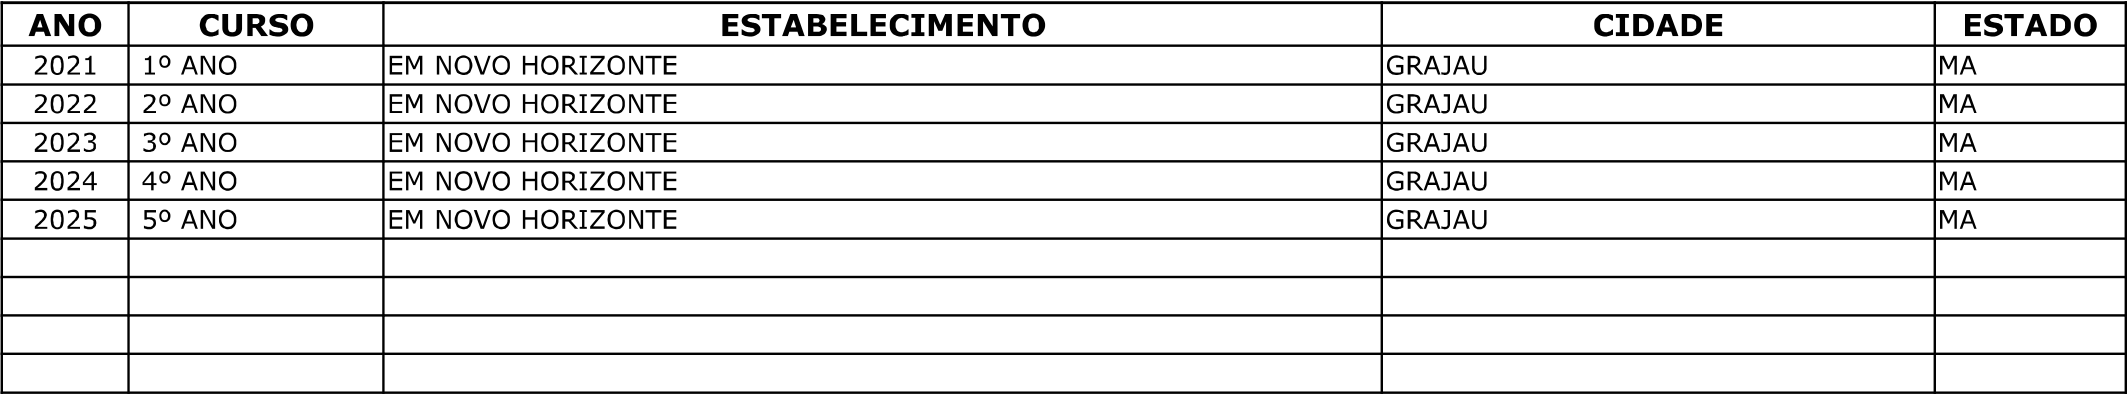 ANO CURSO ESTABELECIMENTO CIDADE ESTADO
2021 1º ANO EM NOVO HORIZONTE GRAJAU MA
2022 2º ANO EM NOVO HORIZONTE GRAJAU MA
2023 3º ANO EM NOVO HORIZONTE GRAJAU MA
2024 4º ANO EM NOVO HORIZONTE GRAJAU MA
2025 5º ANO EM NOVO HORIZONTE GRAJAU MA